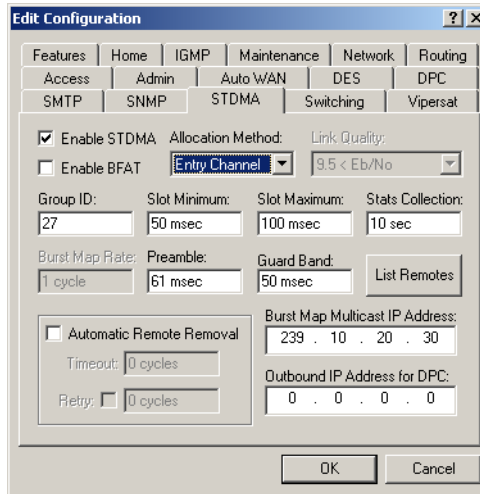 Edit Configuration ? x
Features Home IGMP Maintenance Network Routing
Access Admin Auto WAN DES DPC
SMTP SNMP STDMA Switching Vipersat
Enable STDMA Allocation Method: Link Quality:
Enable BFAT Entry Channel 9.5 < Eb/No
Group ID: Slot Minimum: Slot Maximum: Stats Collection:
27 50 msec 100 msec 10 sec
Burst Map Rate: Preamble: Guard Band:
1 cycle 61 msec 50 msec List Remotes
Automatic Remote Removal Burst Map Multicast IP Address:
239 . 10 . 20 . 30
Timeout: 0 cycles
Outbound IP Address for DPC:
Retry: 0 cycles 0 . 0 . 0 . 0
OK Cancel